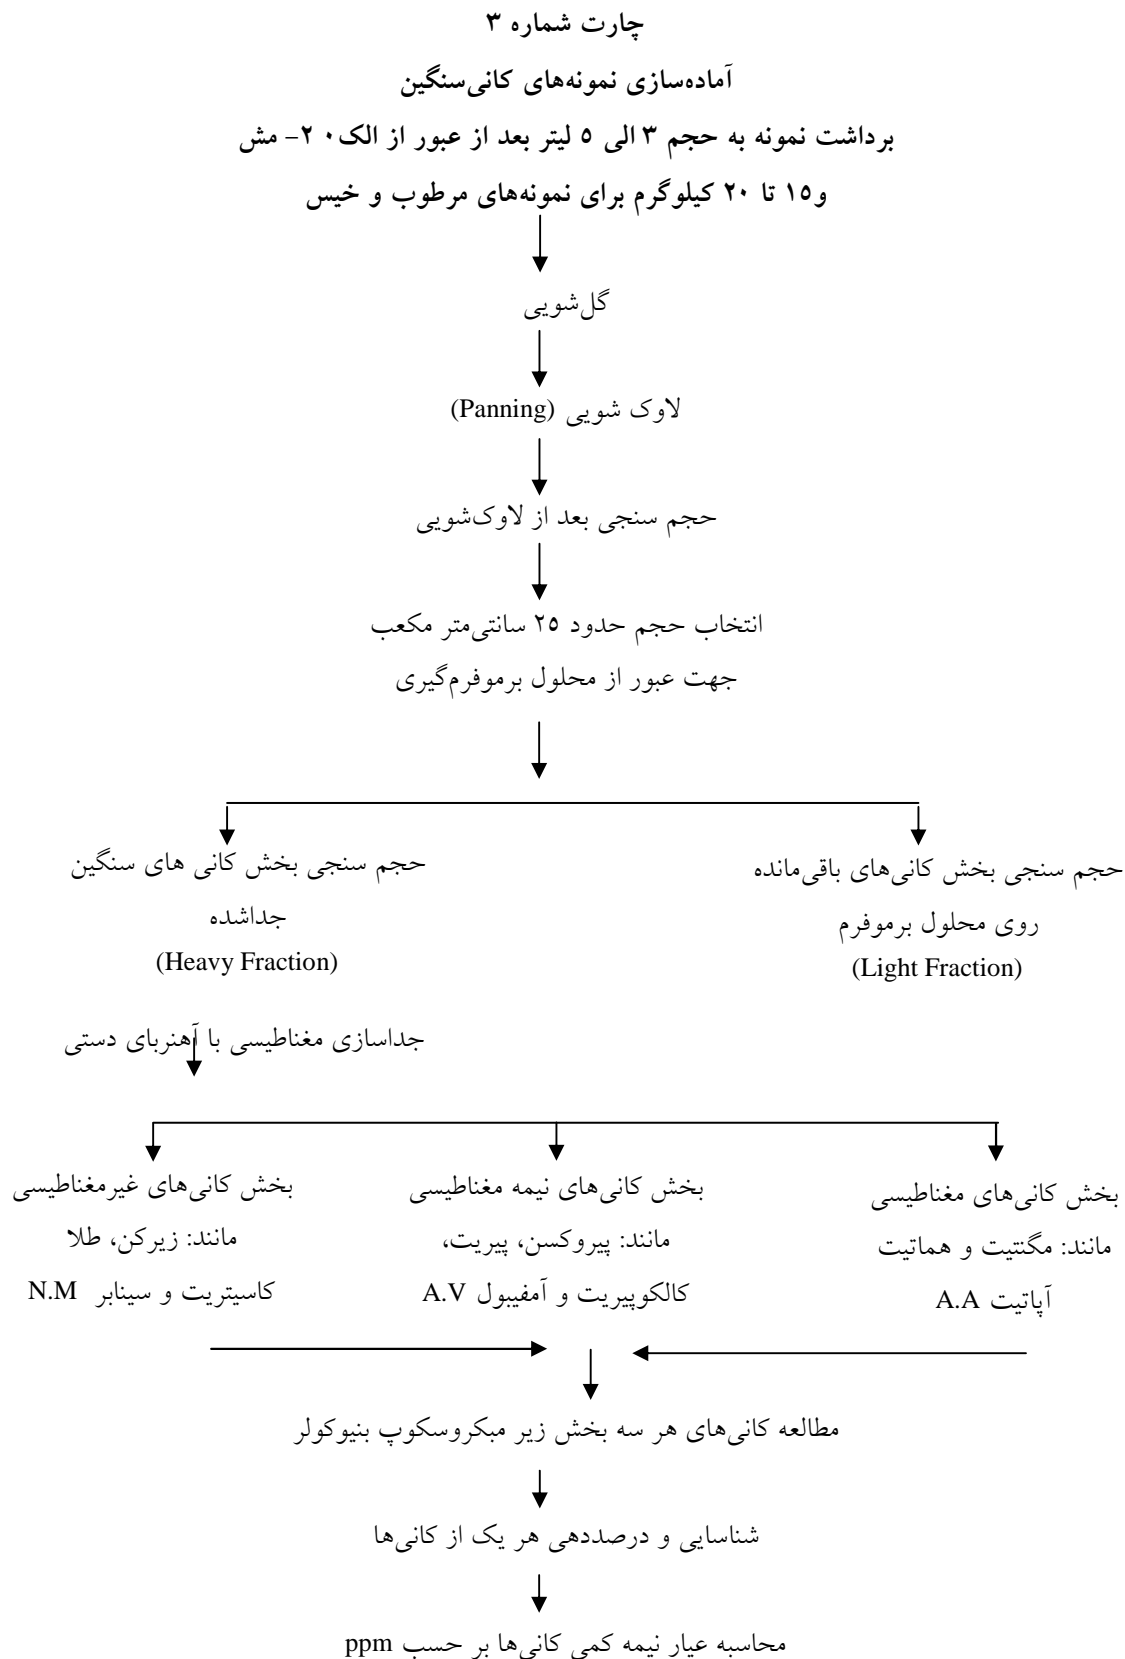 چارت شماره ۳
آماده‌سازی نمونه‌های کانی‌سنگین
برداشت نمونه به حجم ۳ الی ۵ لیتر بعد از عبور از الک۲۰- مش
و۱۵ تا ۲۰ کیلوگرم برای نمونه‌های مرطوب و خیس
گل‌شویی
لاوک شویی (Panning)
حجم سنجی بعد از لاوک‌شویی
انتخاب حجم حدود ۲۵ سانتی‌متر مکعب
جهت عبور از محلول برموفرم‌گیری
حجم سنجی بخش کانی‌های باقی‌مانده
روی محلول برموفرم
(Light Fraction)
حجم سنجی بخش کانی های سنگین
جداشده
(Heavy Fraction)
جداسازی مغناطیسی با آهنربای دستی
بخش کانی‌های مغناطیسی
مانند: مگنتیت و هماتیت
آپاتیت A.A
بخش کانی‌های نیمه مغناطیسی
مانند: پیروکسن، پیریت،
کالکوپیریت و آمفیبول A.V
بخش کانی‌های غیرمغناطیسی
مانند: زیرکن، طلا
کاسیتریت و سینابر N.M
مطالعه کانی‌های هر سه بخش زیر مبکروسکوپ بنیوکولر
شناسایی و درصددهی هر یک از کانی‌ها
محاسبه عیار نیمه کمی کانی‌ها بر حسب ppm